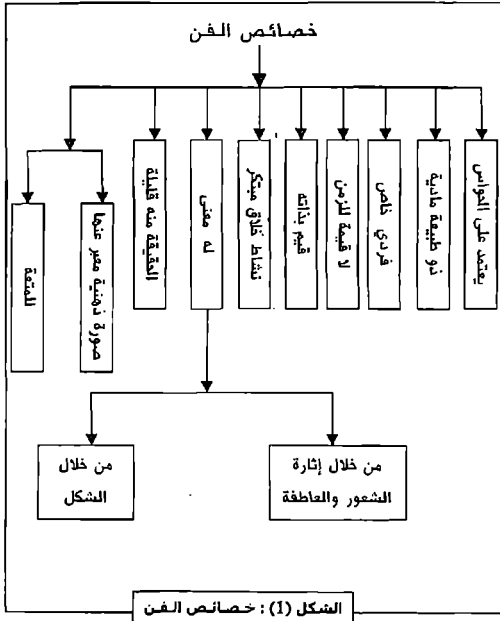 خصائص الفن
يعتمد على الحواس
ذو طبيعة مادية
فردي خاص
لا قيمة للزمن
قيم بذاته
نشاط خلاق مبتكر
له معنى
الحقيقة منه قليلة
صورة ذهنية معبر عنها
للمتعة
من خلال إثارة
الشعور والعاطفة
من خلال
الشكل
الشكل (1) : خصائص الفن